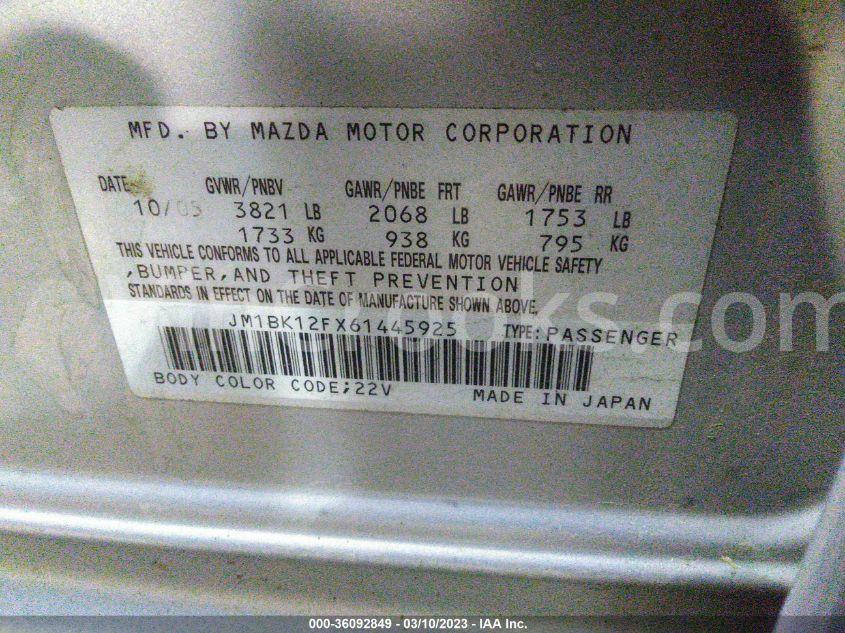 MFD. BY MAZDA MOTOR CORPORATION
DATE GVWR/PNBV GAWR/PNBE FRT GAWR/PNBE RR
10/05 3821 LB 2068 LB 1753 LB
1733 KG 938 KG 795 KG
THIS VEHICLE CONFORMS TO ALL APPLICABLE FEDERAL MOTOR VEHICLE SAFETY
,BUMPER,AND THEFT PREVENTION
STANDARDS IN EFFECT ON THE DATE OF MANUFACTURE SHOWN ABOVE.
JM1BK12FX61445925 TYPE:PASSENGER
BODY COLOR CODE;22V MADE IN JAPAN
000-36092849 / 03/10/2023 - IAA Inc.